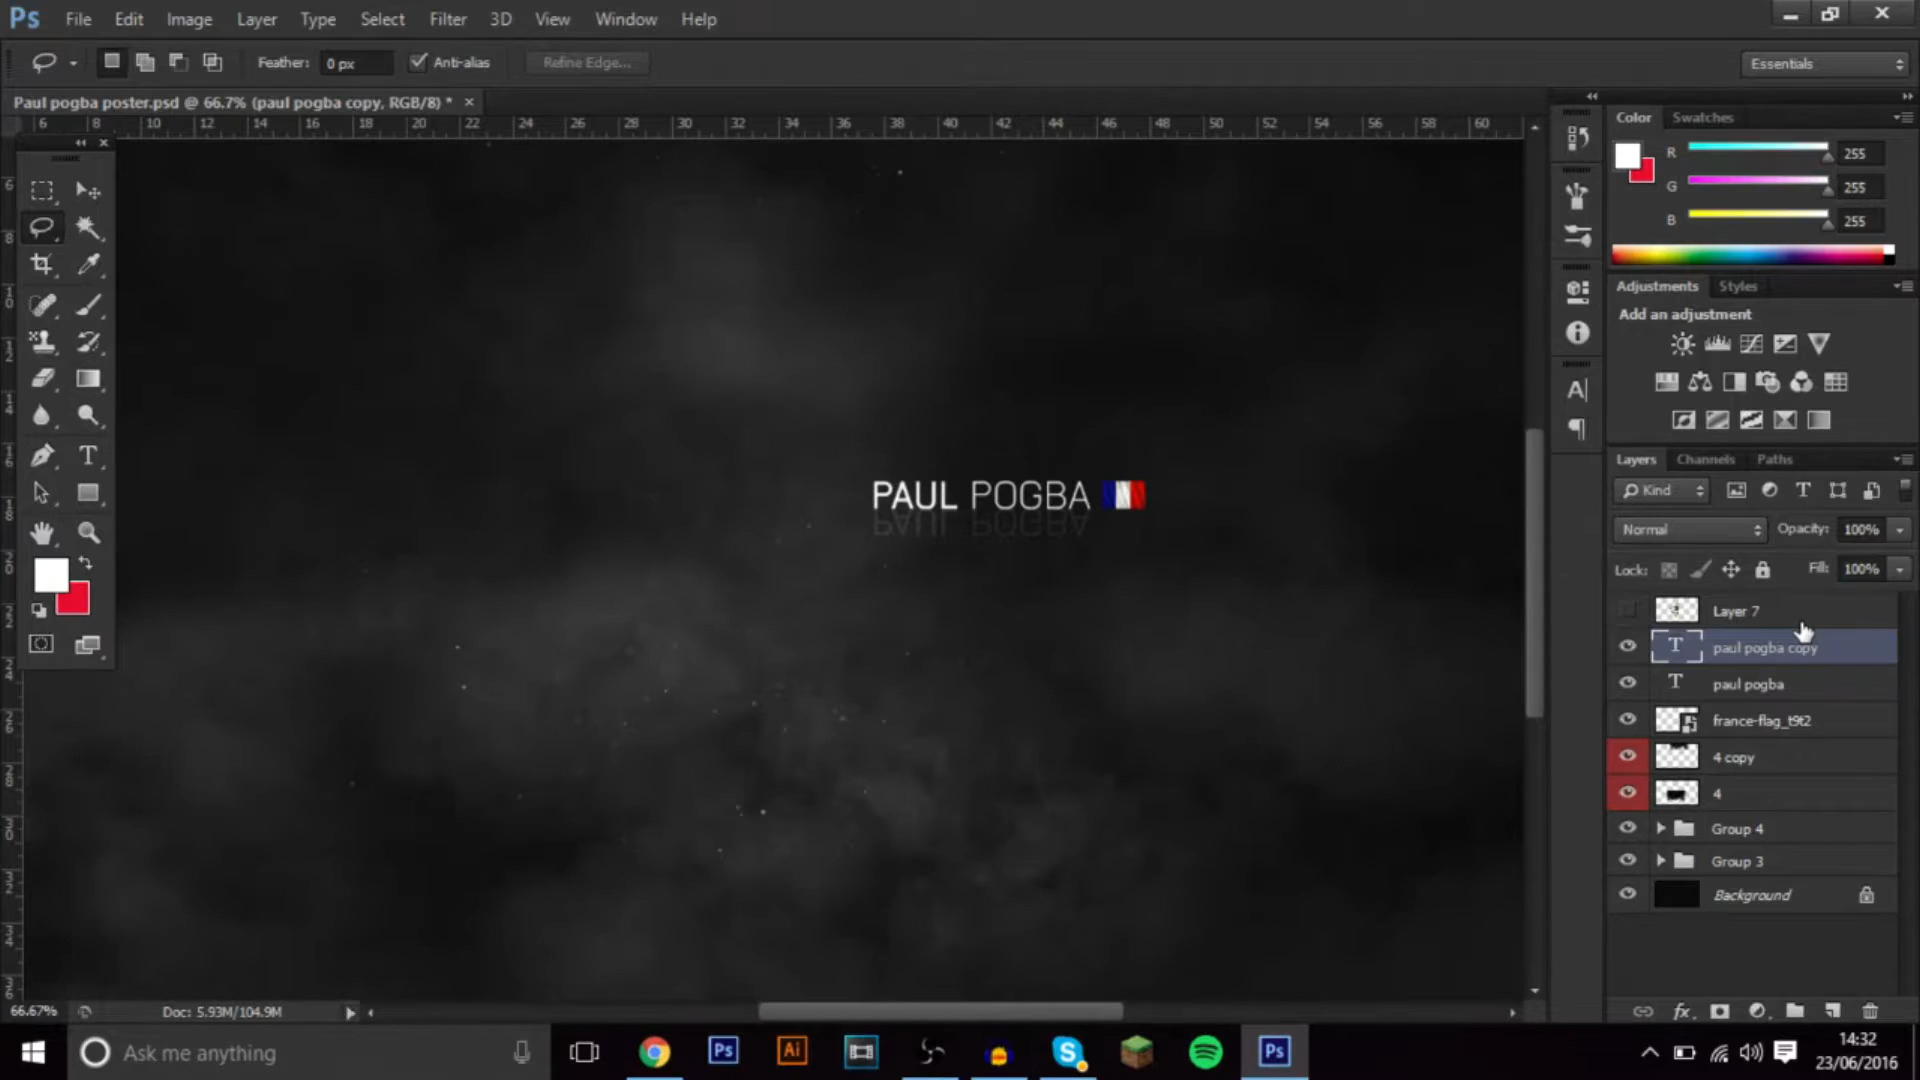 Ps File Edit Image Layer Type Select Filter 3D View Window Help
Feather: 0 px Anti-alias Refine Edge... Essentials
Paul pogba poster.psd @ 66.7% (paul pogba copy, RGB/8) * ×
6 8 10 12 14 16 18 20 22 24 26 28 30 32 34 36 38 40 42 44 46 48 50 52 54 56 58 60
Color Swatches
R 255
G 255
B 255
Adjustments Styles
Add an adjustment
Layers Channels Paths
Kind
Normal Opacity: 100%
Lock: Fill: 100%
Layer 7
paul pogba copy
paul pogba
france-flag_t9t2
4 copy
4
Group 4
Group 3
Background
PAUL POGBA
66.67% Doc: 5.93M/104.9M
Ask me anything
Ps Ai Ps
14:32
23/06/2016